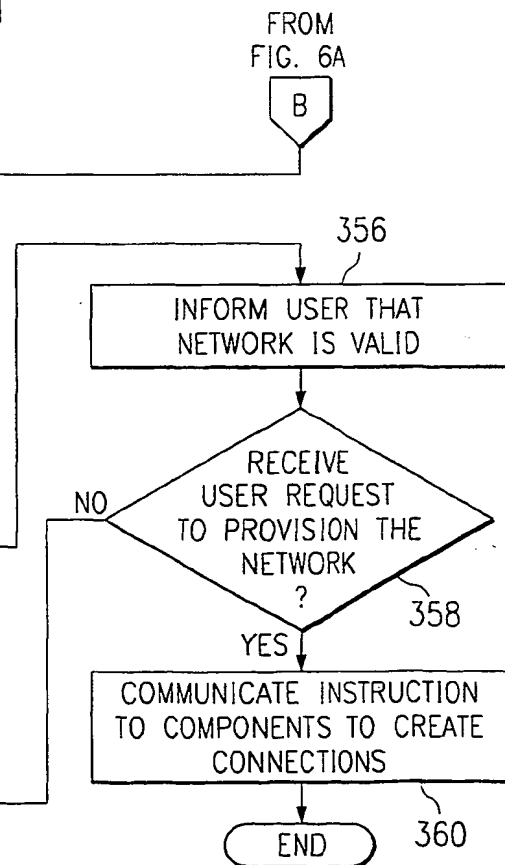 FROM
FIG. 6A
B
356
INFORM USER THAT
NETWORK IS VALID
RECEIVE
USER REQUEST
TO PROVISION THE
NETWORK
?
NO
358
YES
COMMUNICATE INSTRUCTION
TO COMPONENTS TO CREATE
CONNECTIONS
360
END